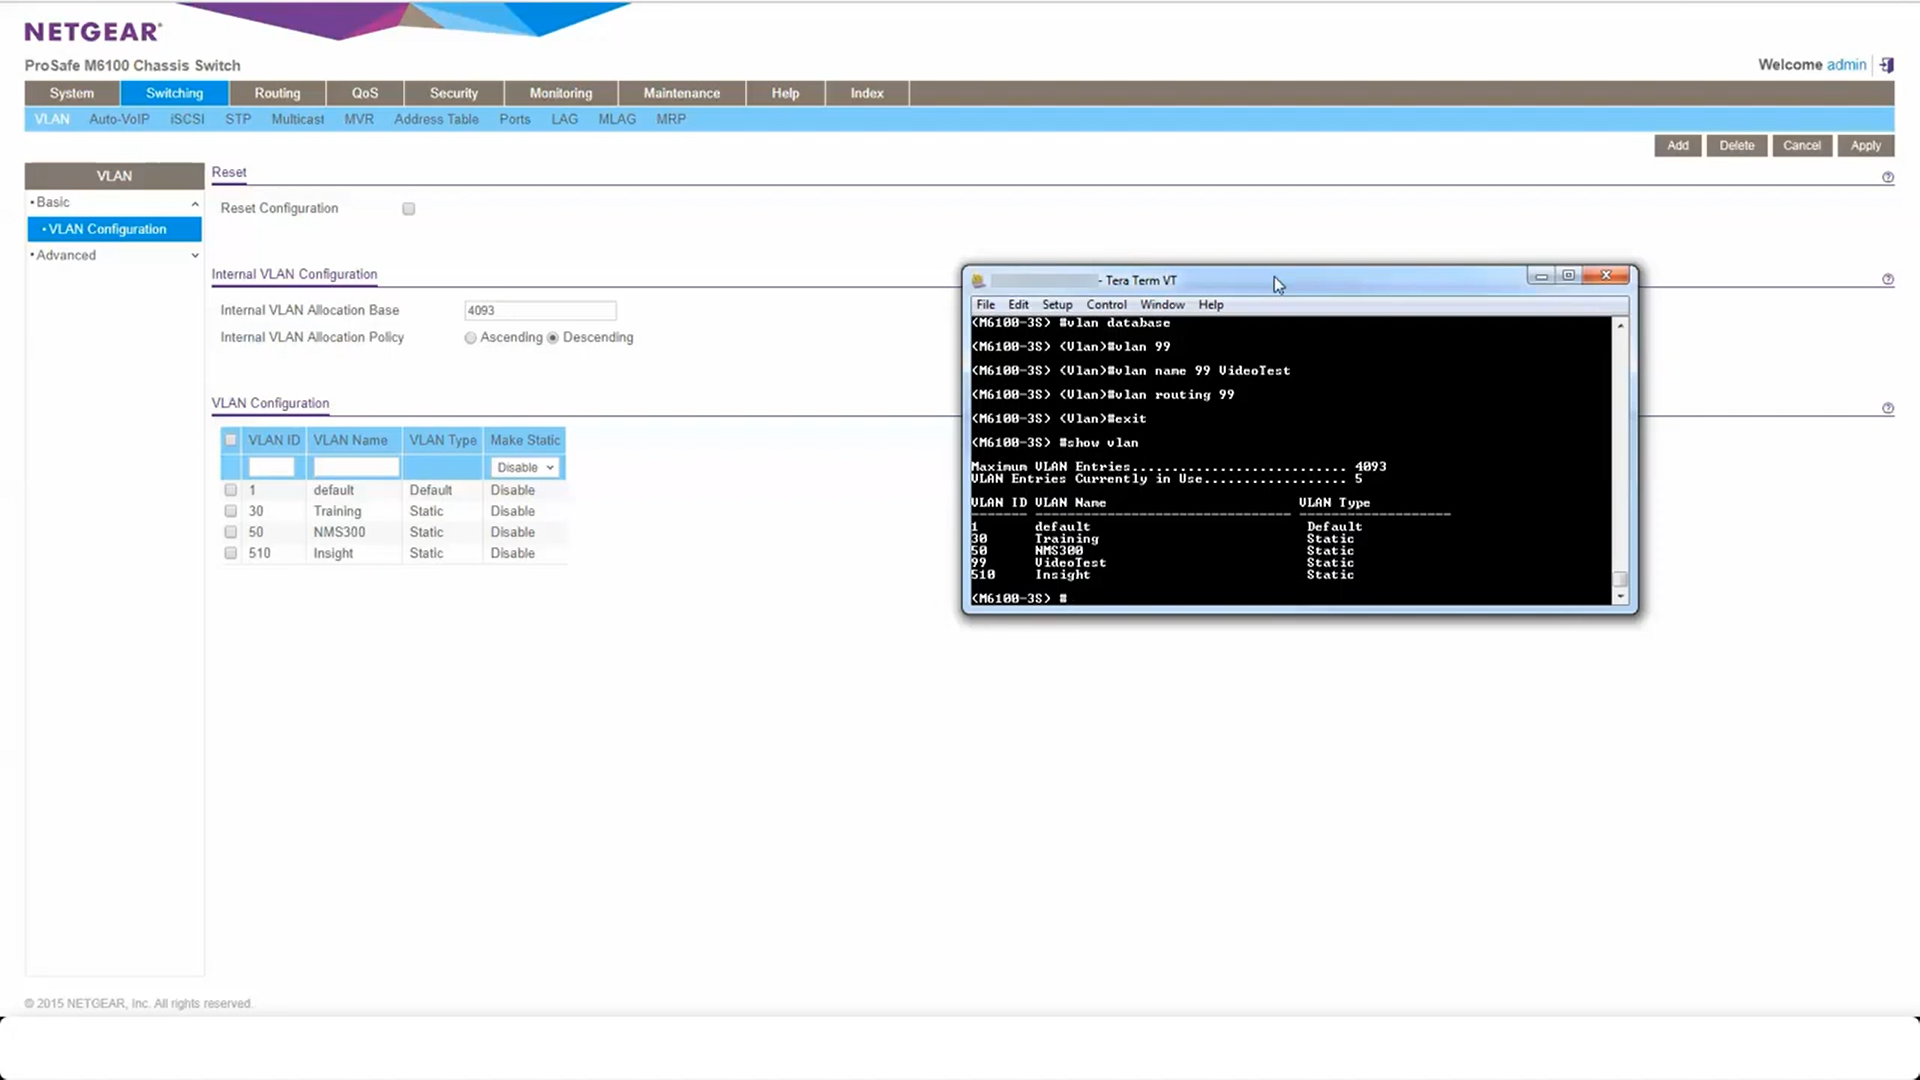 NETGEAR®
ProSafe M6100 Chassis Switch
Welcome admin
System Switching Routing QoS Security Monitoring Maintenance Help Index
VLAN Auto-VoIP iSCSI STP Multicast MVR Address Table Ports LAG MLAG MRP
Add Delete Cancel Apply
VLAN
•Basic
•VLAN Configuration
•Advanced
Reset
Reset Configuration
Internal VLAN Configuration
Internal VLAN Allocation Base 4093
Internal VLAN Allocation Policy Ascending Descending
VLAN Configuration
VLAN ID VLAN Name VLAN Type Make Static
Disable
1 default Default Disable
30 Training Static Disable
50 NMS300 Static Disable
510 Insight Static Disable
- Tera Term VT
File Edit Setup Control Window Help
(M6100-3S) #vlan database
(M6100-3S) (Vlan)#vlan 99
(M6100-3S) (Vlan)#vlan name 99 VideoTest
(M6100-3S) (Vlan)#vlan routing 99
(M6100-3S) (Vlan)#exit
(M6100-3S) #show vlan
Maximum VLAN Entries........................... 4093
VLAN Entries Currently in Use.................. 5
VLAN ID VLAN Name VLAN Type
------- -------------------------------- -------------------
1 default Default
30 Training Static
50 NMS300 Static
99 VideoTest Static
510 Insight Static
(M6100-3S) #
© 2015 NETGEAR, Inc. All rights reserved.